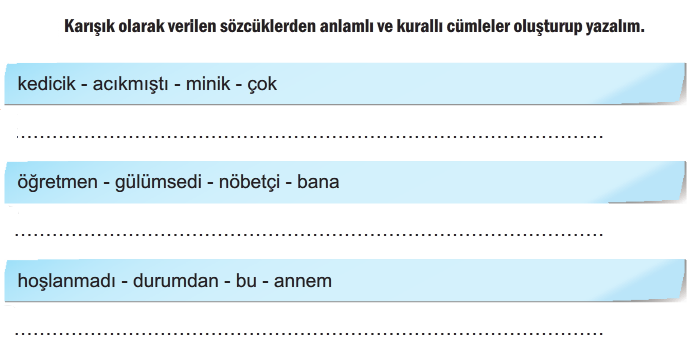 Karışık olarak verilen sözcüklerden anlamlı ve kurallı cümleler oluşturup yazalım.
kedicik - acıkmıştı - minik - çok
........................................................................................................
öğretmen - gülümsedi - nöbetçi - bana
........................................................................................................
hoşlanmadı - durumdan - bu - annem
........................................................................................................